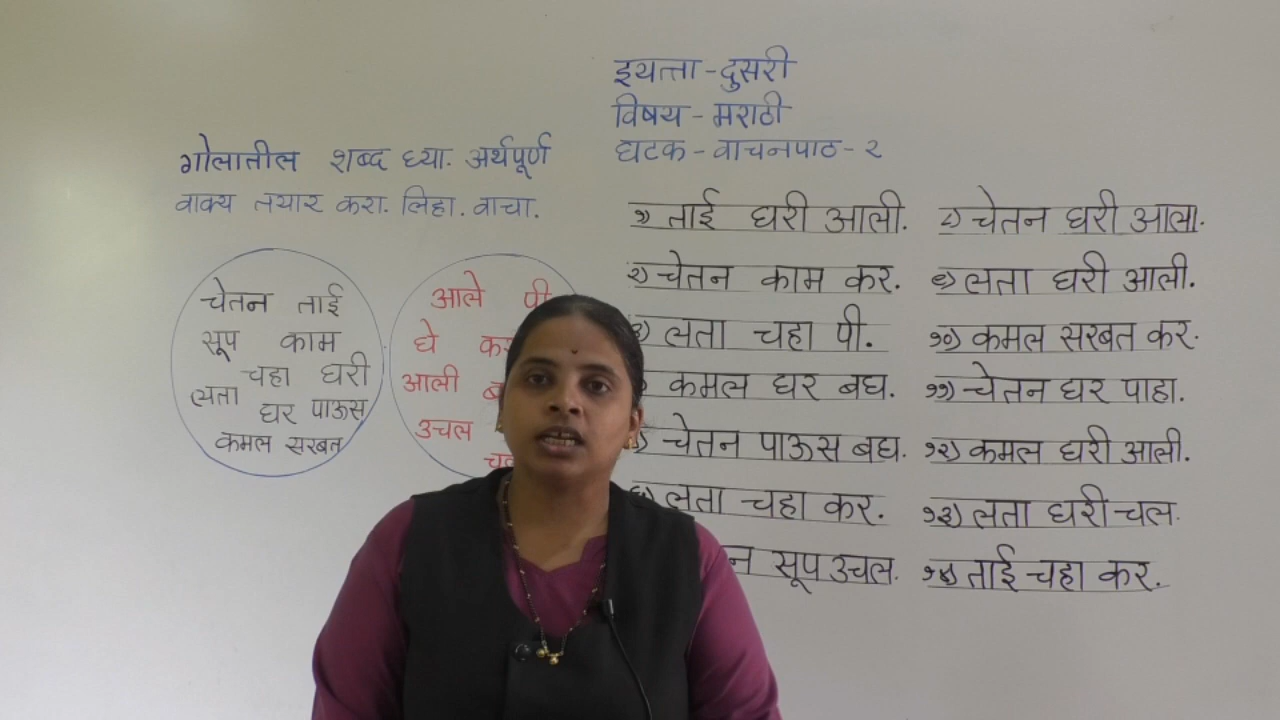 इयत्ता - दुसरी
विषय - मराठी
घटक - वाचनपाठ - २
गोलातील शब्द घ्या. अर्थपूर्ण
वाक्य तयार करा. लिहा. वाचा.
चेतन ताई
सूप काम
चहा घरी
लता घर पाऊस
कमल सरबत
आले पी
घे
आली
उचल
१) ताई घरी आली.
२) चेतन काम कर.
३) लता चहा पी.
कमल घर बघ.
चेतन पाऊस बघ.
६) लता चहा कर.
न सूप उचल.
८) चेतन घरी आला.
९) लता घरी आली.
१०) कमल सरबत कर.
११) चेतन घर पाहा.
१२) कमल घरी आली.
१३) लता घरी चल.
१४) ताई चहा कर.